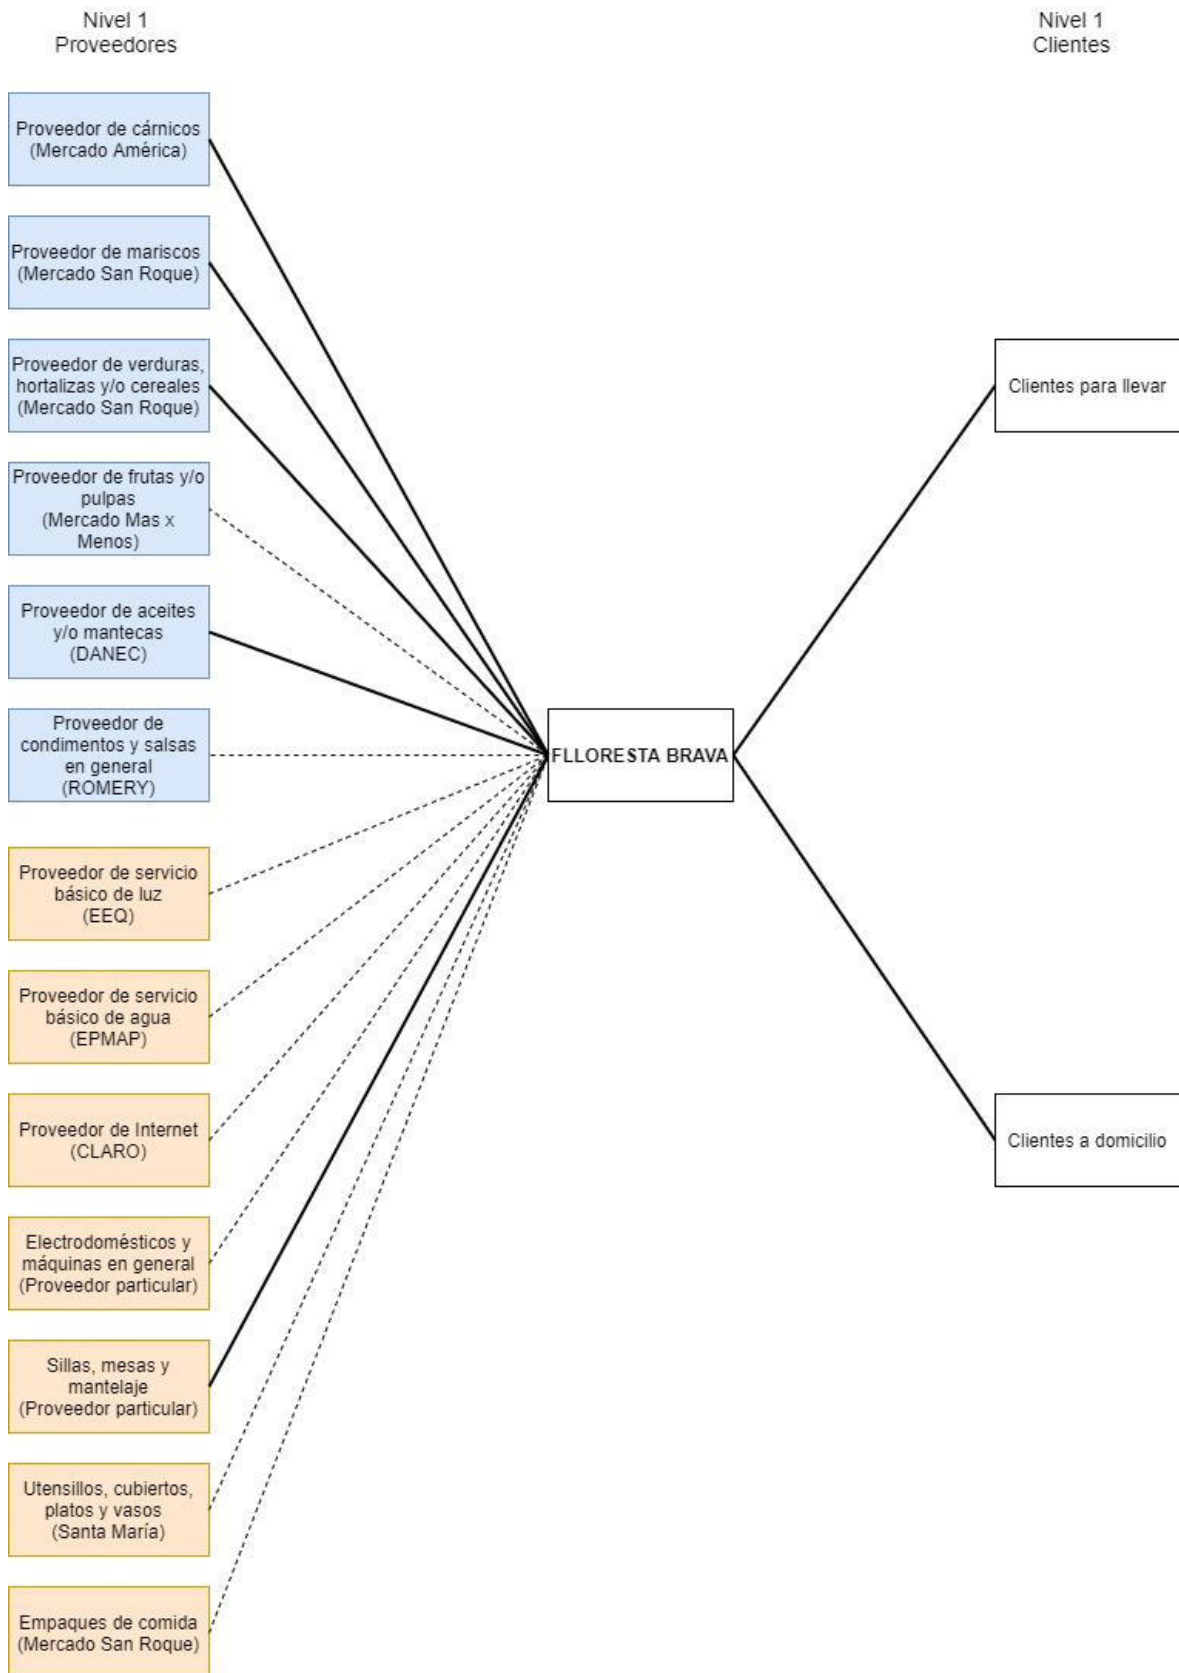 Nivel 1
Proveedores
Nivel 1
Clientes
Proveedor de cárnicos
(Mercado América)
Proveedor de mariscos
(Mercado San Roque)
Proveedor de verduras,
hortalizas y/o cereales
(Mercado San Roque)
Clientes para llevar
Proveedor de frutas y/o
pulpas
(Mercado Mas x
Menos)
Proveedor de aceites
y/o mantecas
(DANEC)
Proveedor de
condimentos y salsas
en general
(ROMERY)
FLLORESTA BRAVA
Proveedor de servicio
básico de luz
(EEQ)
Proveedor de servicio
básico de agua
(EPMAP)
Proveedor de Internet
(CLARO)
Clientes a domicilio
Electrodomésticos y
máquinas en general
(Proveedor particular)
Sillas, mesas y
mantelaje
(Proveedor particular)
Utensillos, cubiertos,
platos y vasos
(Santa María)
Empaques de comida
(Mercado San Roque)